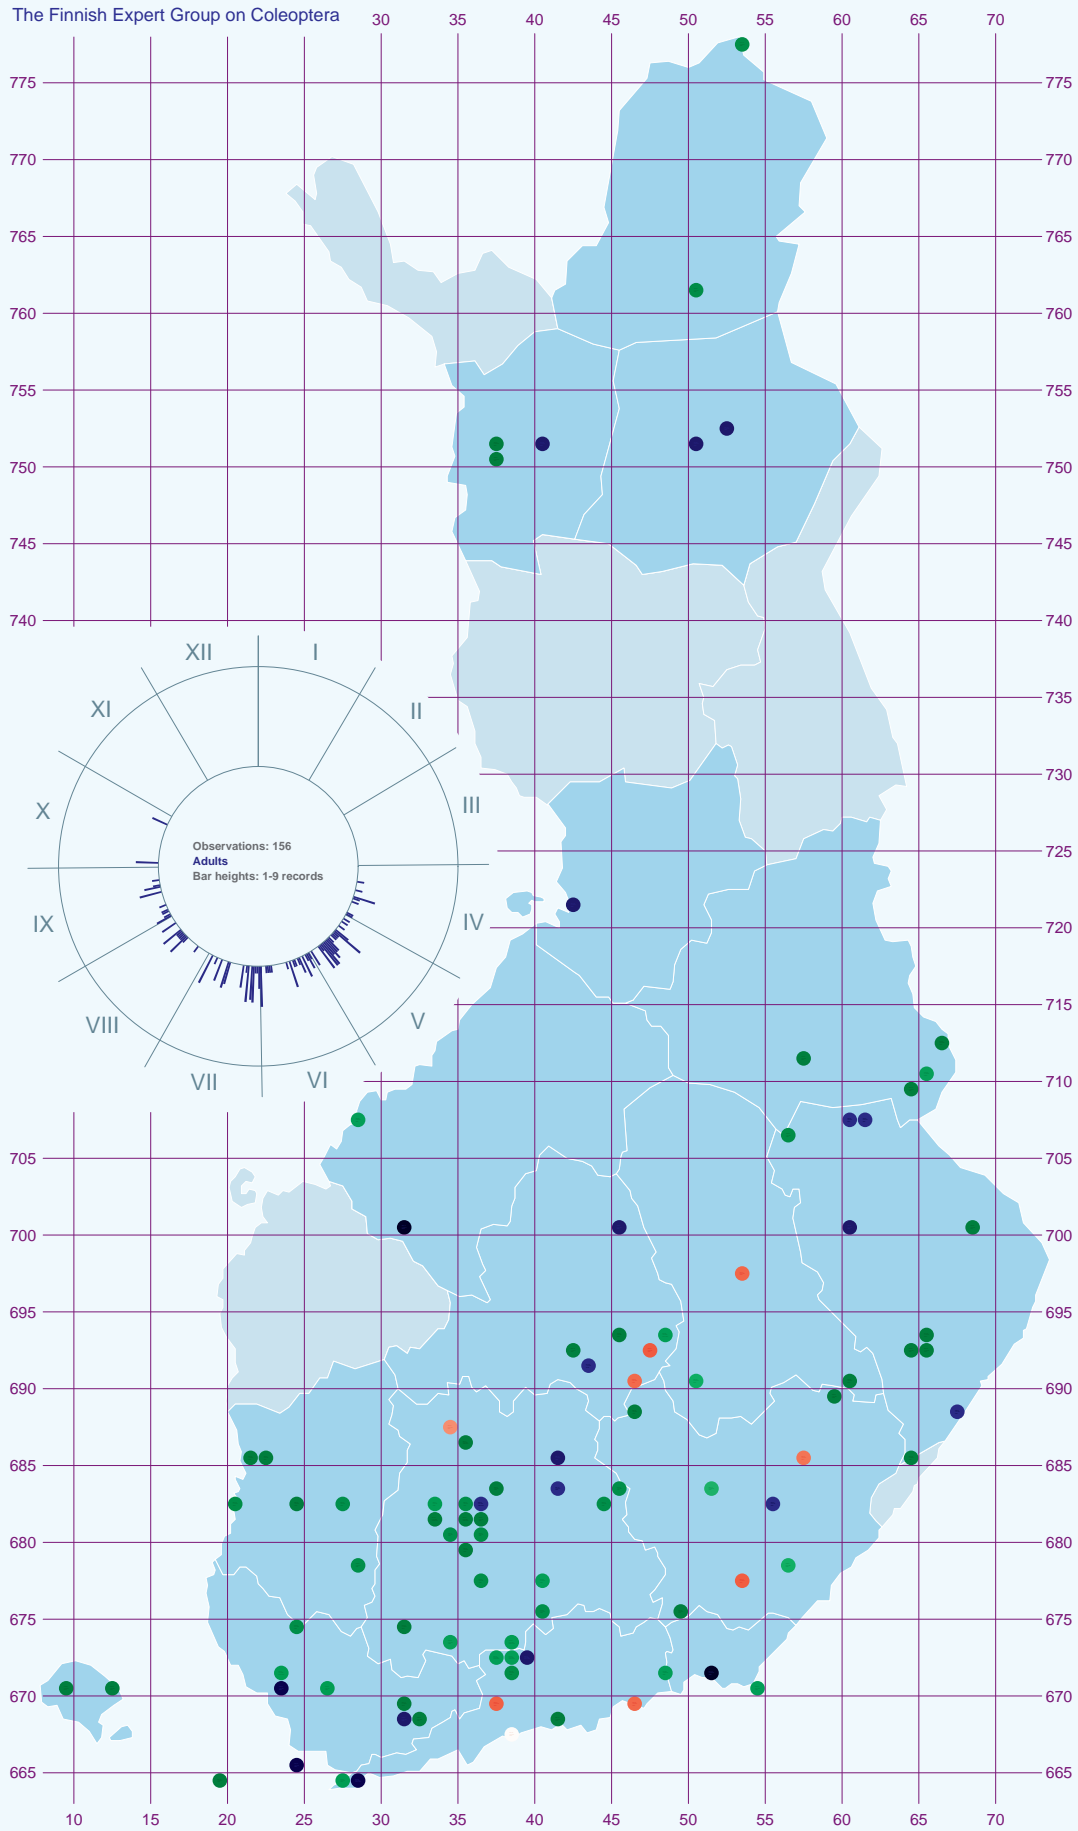 The Finnish Expert Group on Coleoptera
30 35 40 45 50 55 60 65 70
775 775
770 770
765 765
760 760
755 755
750 750
745 745
740 740
735
730
725
720
715
710
705 705
700 700
695 695
690 690
685 685
680 680
675 675
670 670
665 665
XII I
XI II
X III
IX IV
VIII V
VII VI
Observations: 156
Adults
Bar heights: 1-9 records
10 15 20 25 30 35 40 45 50 55 60 65 70